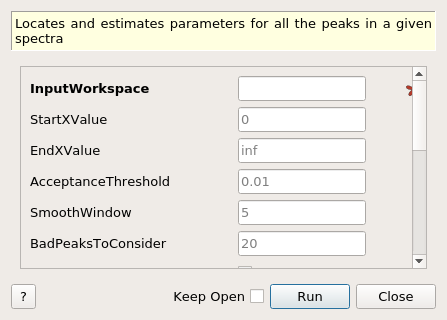 Locates and estimates parameters for all the peaks in a given
spectra
InputWorkspace
*
StartXValue 0
EndXValue inf
AcceptanceThreshold 0.01
SmoothWindow 5
BadPeaksToConsider 20
? Keep Open Run Close